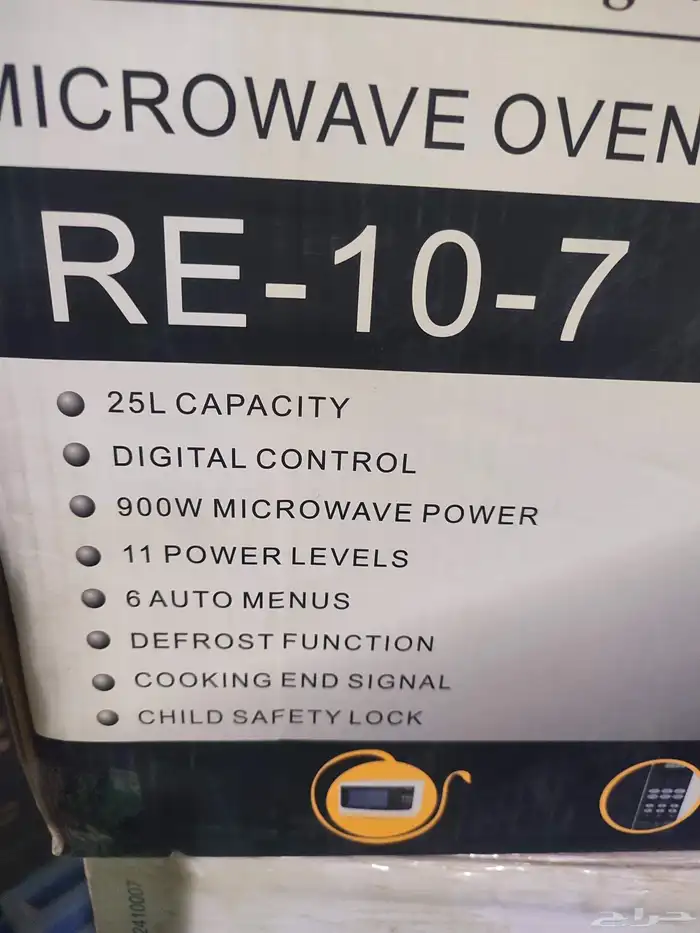 MICROWAVE OVEN
RE-10-7
25L CAPACITY
DIGITAL CONTROL
900W MICROWAVE POWER
11 POWER LEVELS
6 AUTO MENUS
DEFROST FUNCTION
COOKING END SIGNAL
CHILD SAFETY LOCK
2410007
حراج